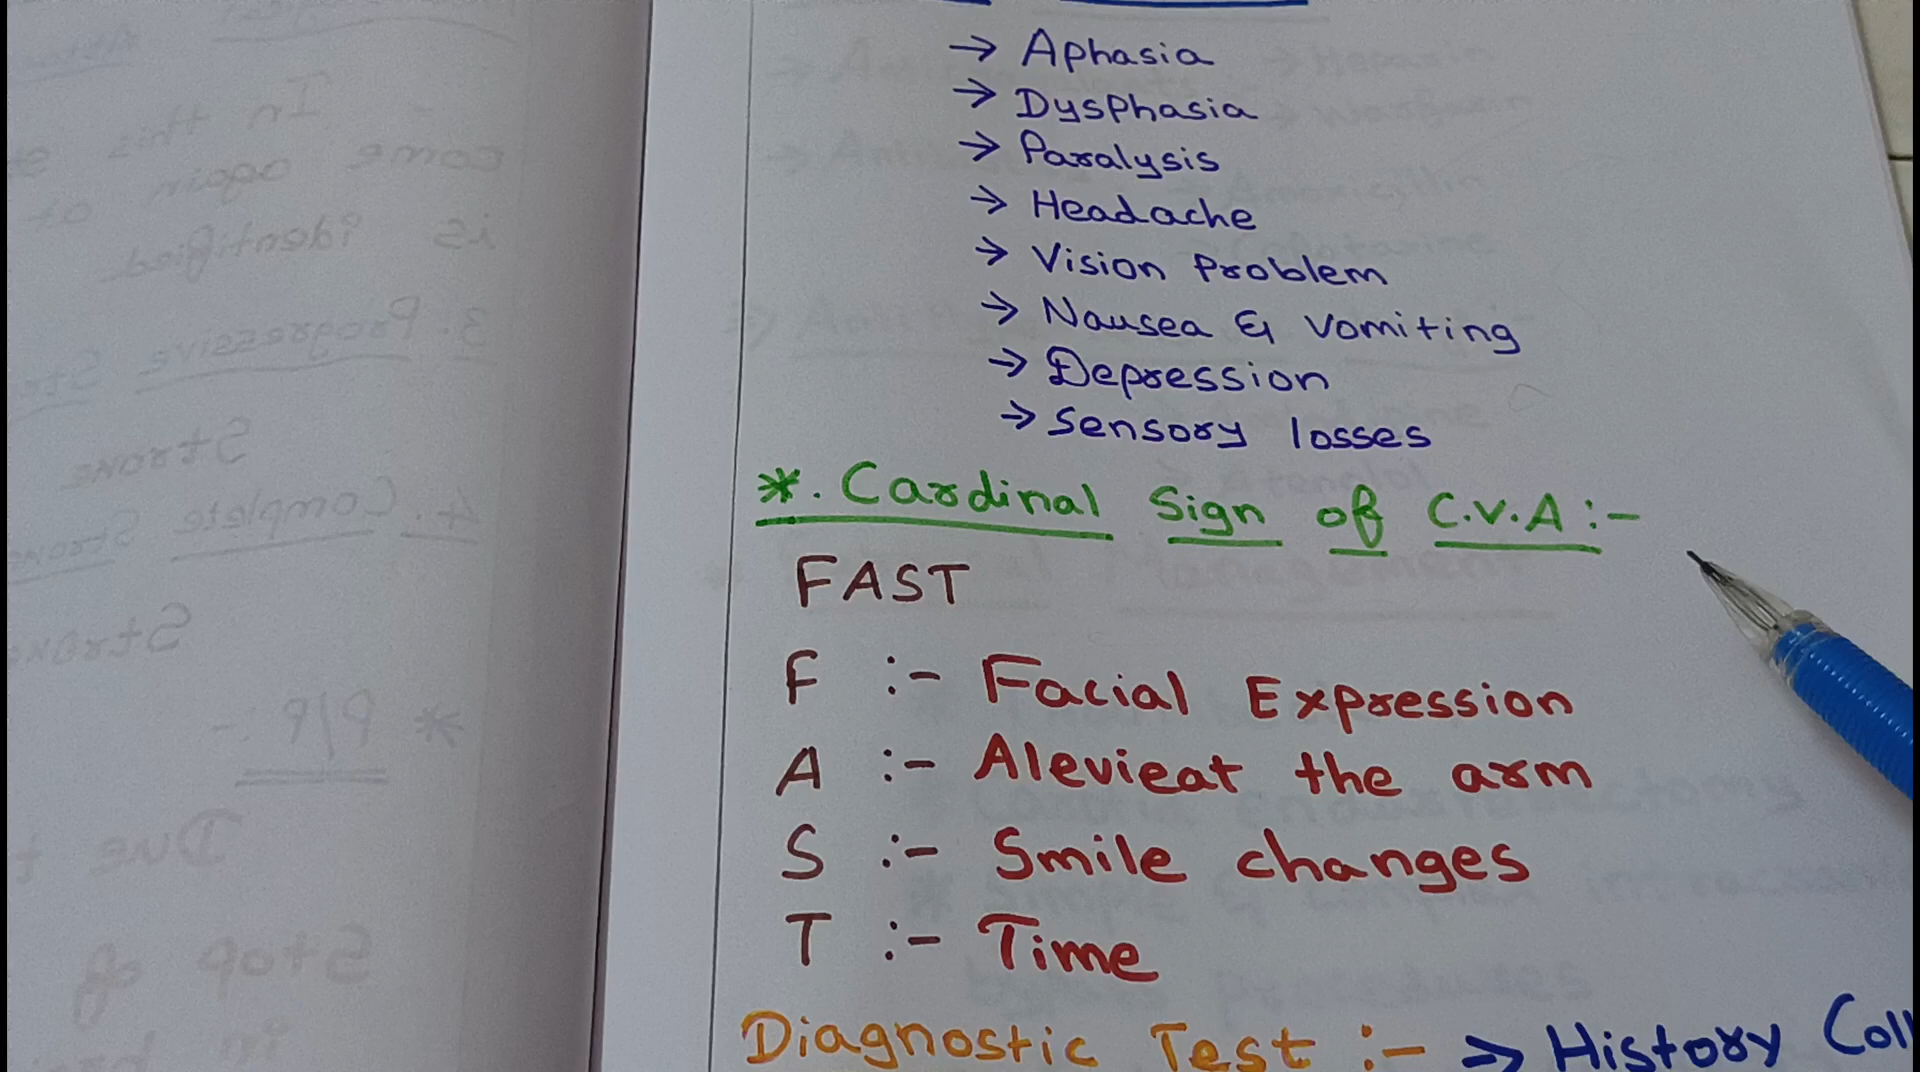 → Aphasia
→ Dysphasia
→ Paralysis
→ Headache
→ Vision Problem
→ Nausea & Vomiting
→ Depression
→ Sensory losses
*. Cardinal Sign of C.V.A :-
FAST
F :- Facial Expression
A :- Alevieat the arm
S :- Smile changes
T :- Time
Diagnostic Test :- → History Coll